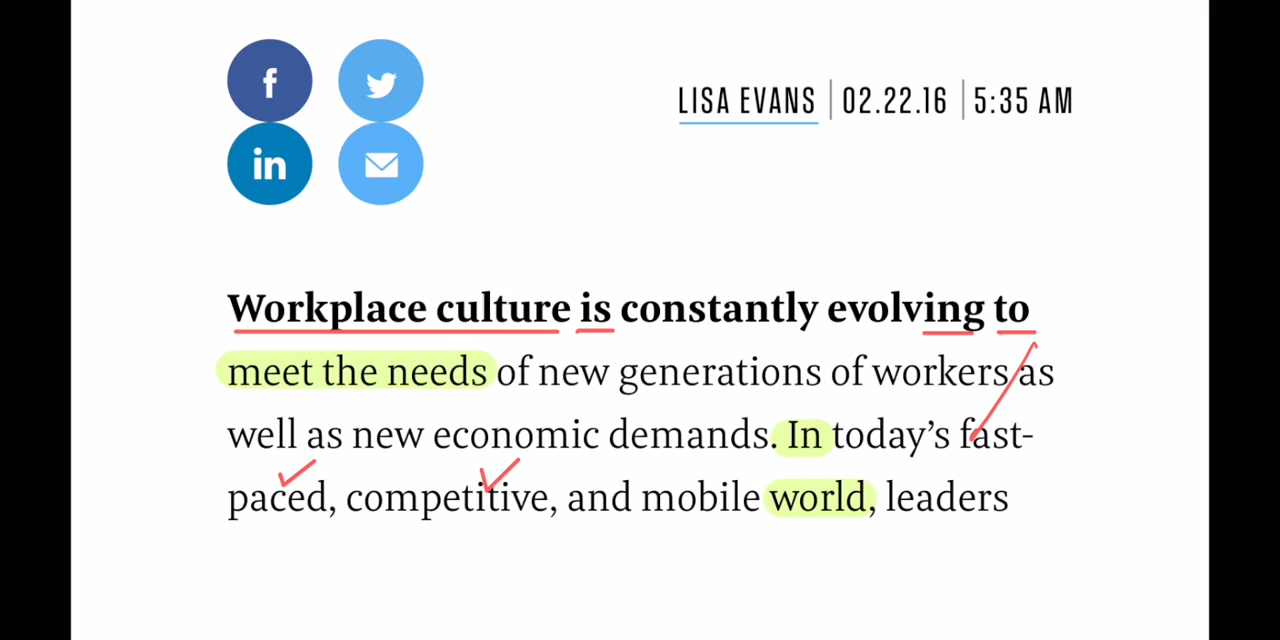 LISA EVANS | 02.22.16 | 5:35 AM
Workplace culture is constantly evolving to
meet the needs of new generations of workers as
well as new economic demands. In today’s fast-
paced, competitive, and mobile world, leaders